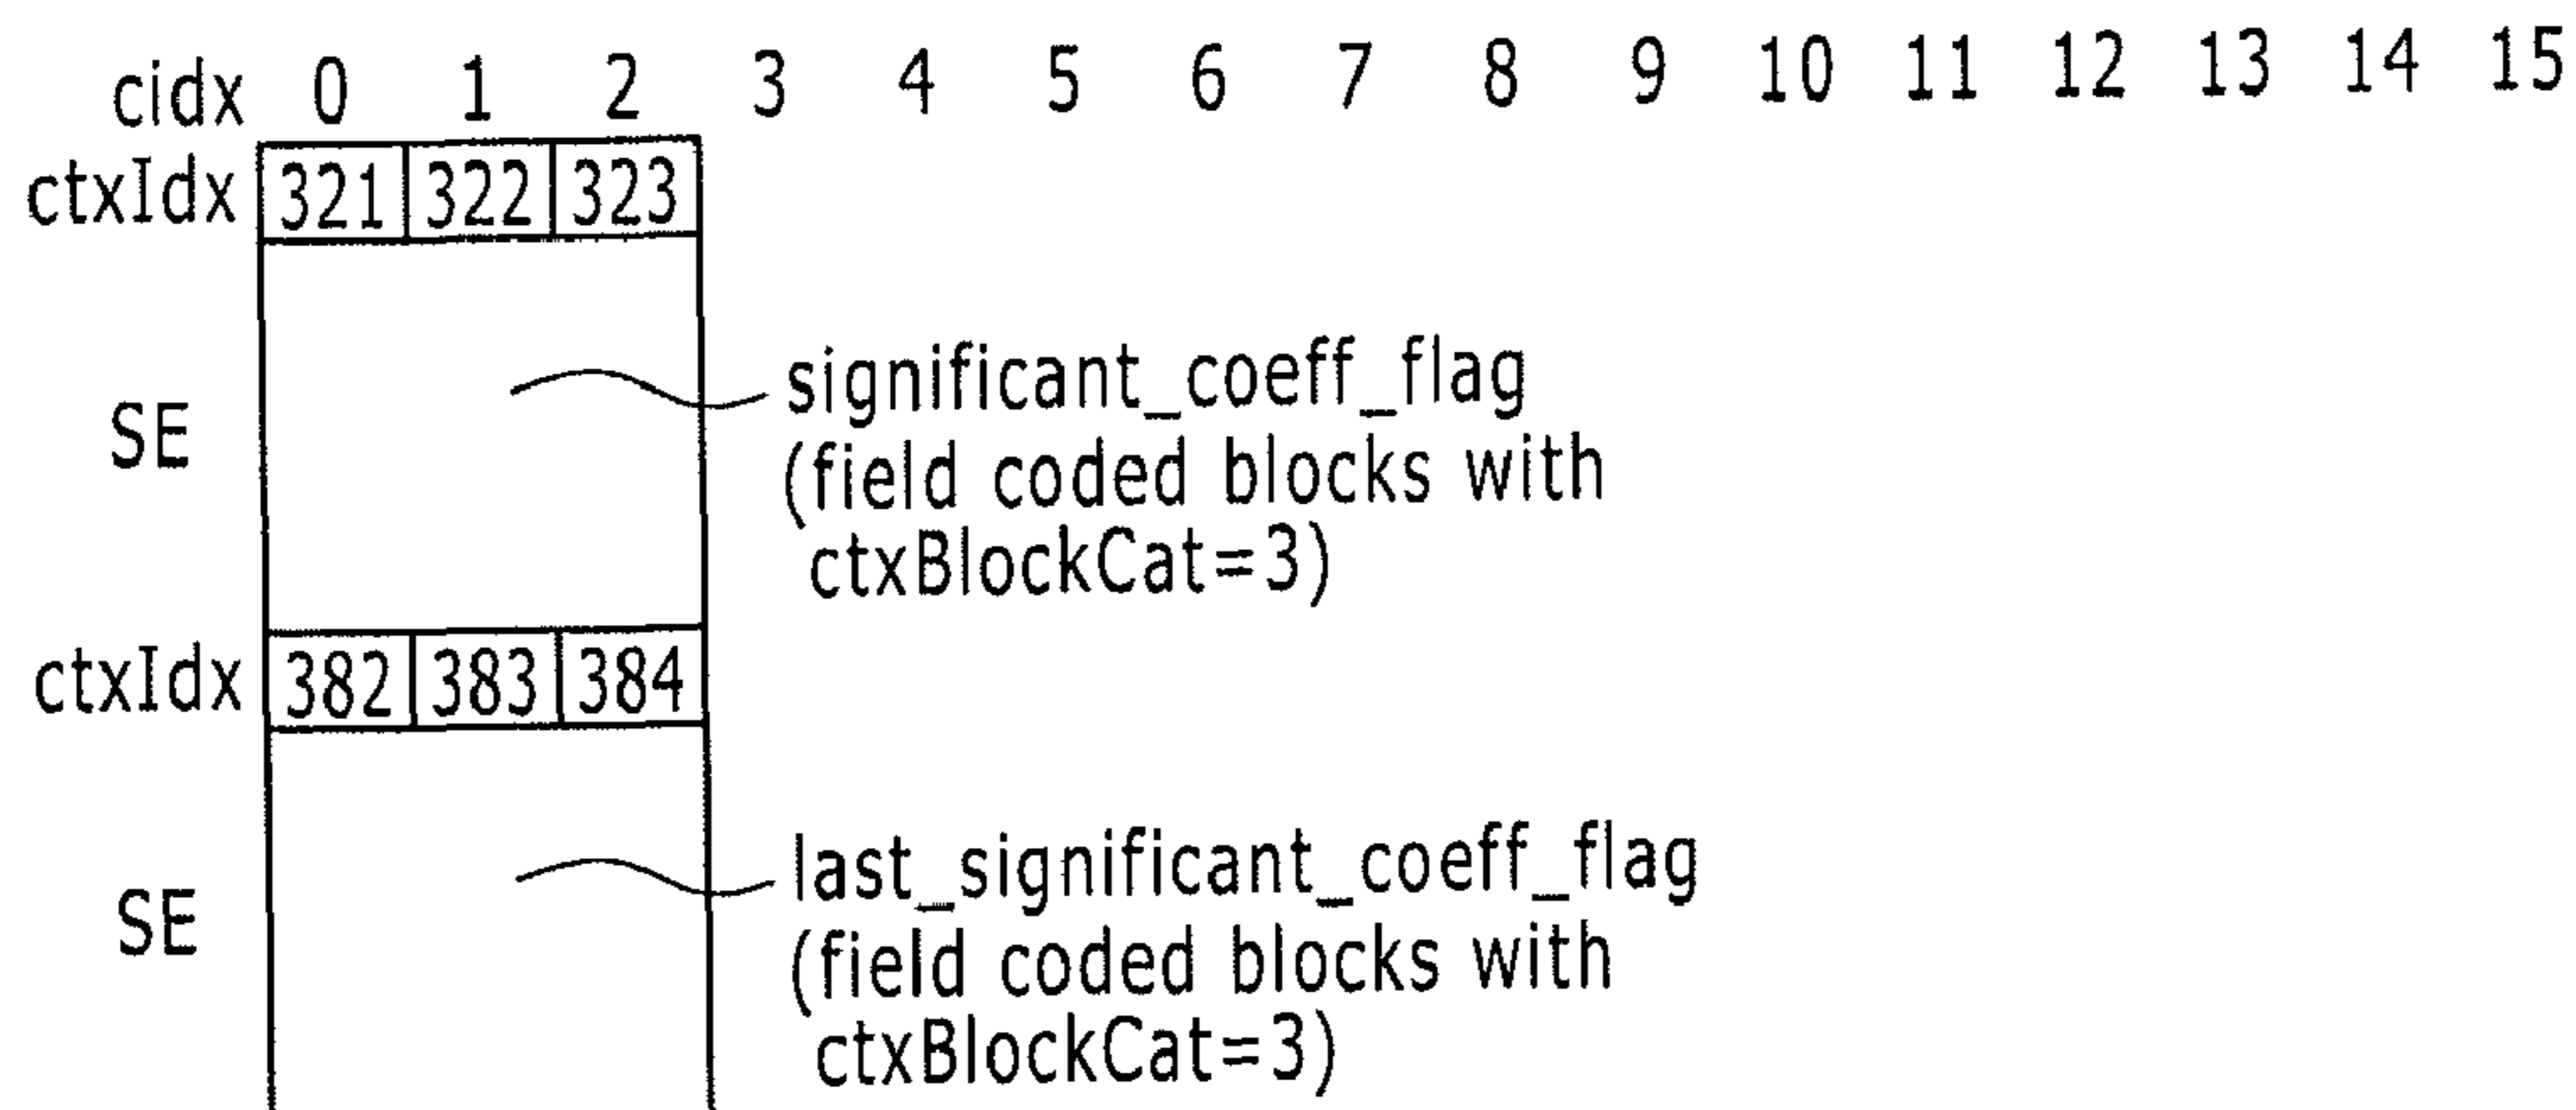 cidx 0 1 2 3 4 5 6 7 8 9 10 11 12 13 14 15
ctxIdx 321 322 323
SE
significant_coeff_flag
(field coded blocks with
ctxBlockCat=3)
ctxIdx 382 383 384
SE
last_significant_coeff_flag
(field coded blocks with
ctxBlockCat=3)